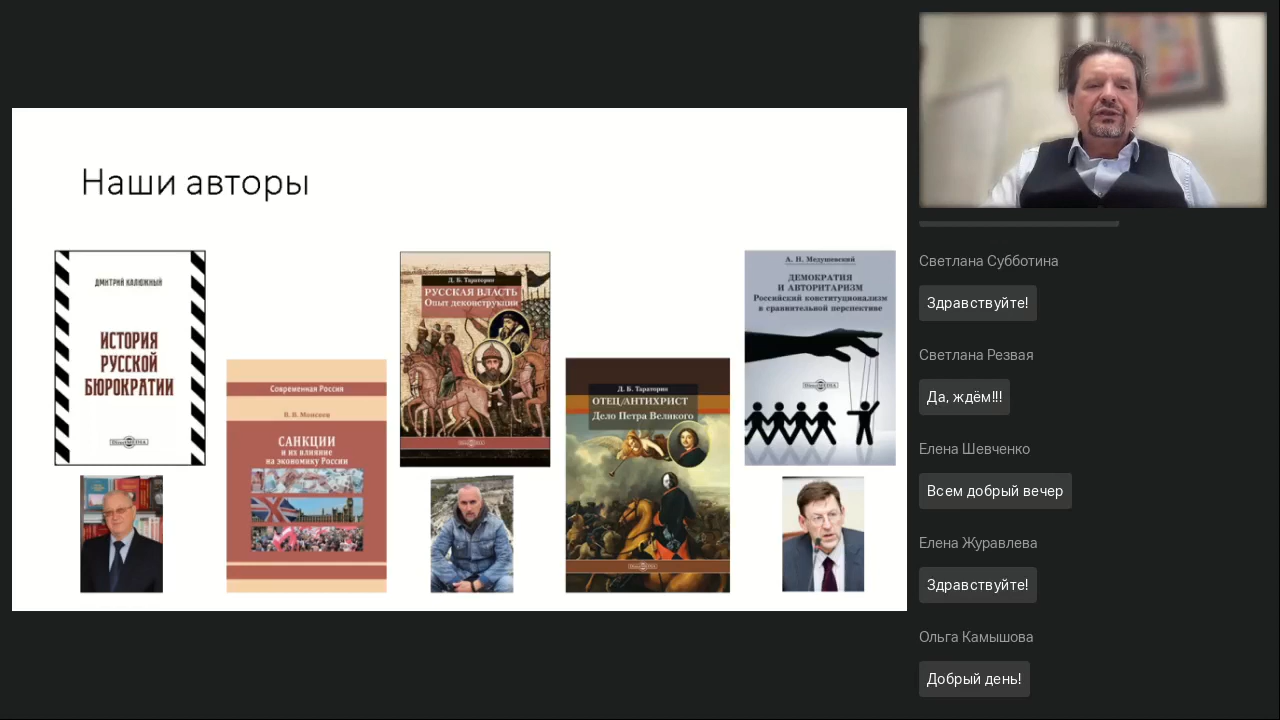 Наши авторы
ДМИТРИЙ КАЛЮЖНЫЙ
ИСТОРИЯ
РУССКОЙ
БЮРОКРАТИИ
Современная Россия
В. В. Моисеев
САНКЦИИ
и их влияние
на экономику России
Д. Б. Тараторин
РУССКАЯ ВЛАСТЬ
Опыт деконструкции
Д. Б. Тараторин
ОТЕЦ/АНТИХРИСТ
Дело Петра Великого
А. Н. Медушевский
ДЕМОКРАТИЯ
И АВТОРИТАРИЗМ
Российский конституционализм
в сравнительной перспективе
Светлана Субботина
Здравствуйте!
Светлана Резвая
Да, ждём!!!
Елена Шевченко
Всем добрый вечер
Елена Журавлева
Здравствуйте!
Ольга Камышова
Добрый день!